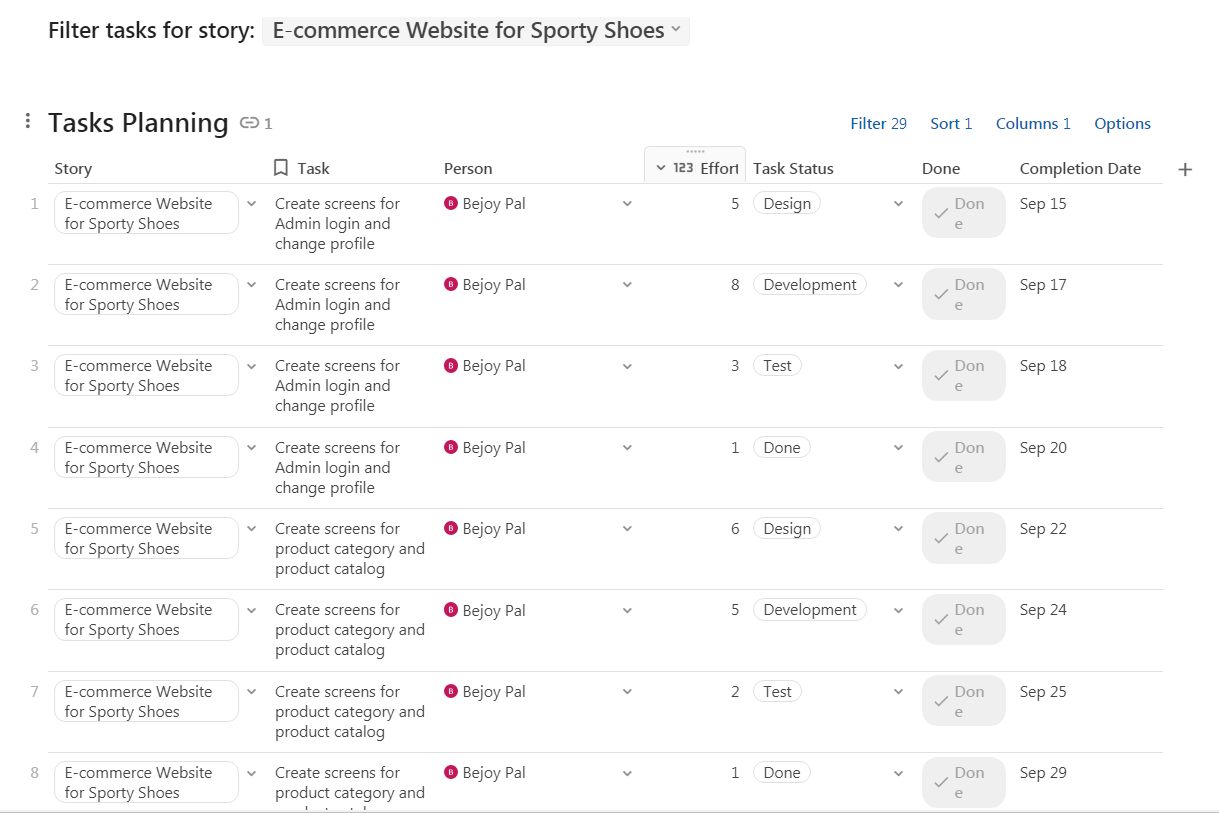 Filter tasks for story: E-commerce Website for Sporty Shoes
Tasks Planning 1
Filter 29 Sort 1 Columns 1 Options
Story Task Person 123 Effort Task Status Done Completion Date
1 E-commerce Website Create screens for B Bejoy Pal 5 Design Don Sep 15
for Sporty Shoes Admin login and e
change profile
2 E-commerce Website Create screens for B Bejoy Pal 8 Development Don Sep 17
for Sporty Shoes Admin login and e
change profile
3 E-commerce Website Create screens for B Bejoy Pal 3 Test Don Sep 18
for Sporty Shoes Admin login and e
change profile
4 E-commerce Website Create screens for B Bejoy Pal 1 Done Don Sep 20
for Sporty Shoes Admin login and e
change profile
5 E-commerce Website Create screens for B Bejoy Pal 6 Design Don Sep 22
for Sporty Shoes product category and e
product catalog
6 E-commerce Website Create screens for B Bejoy Pal 5 Development Don Sep 24
for Sporty Shoes product category and e
product catalog
7 E-commerce Website Create screens for B Bejoy Pal 2 Test Don Sep 25
for Sporty Shoes product category and e
product catalog
8 E-commerce Website Create screens for B Bejoy Pal 1 Done Don Sep 29
for Sporty Shoes product category and e